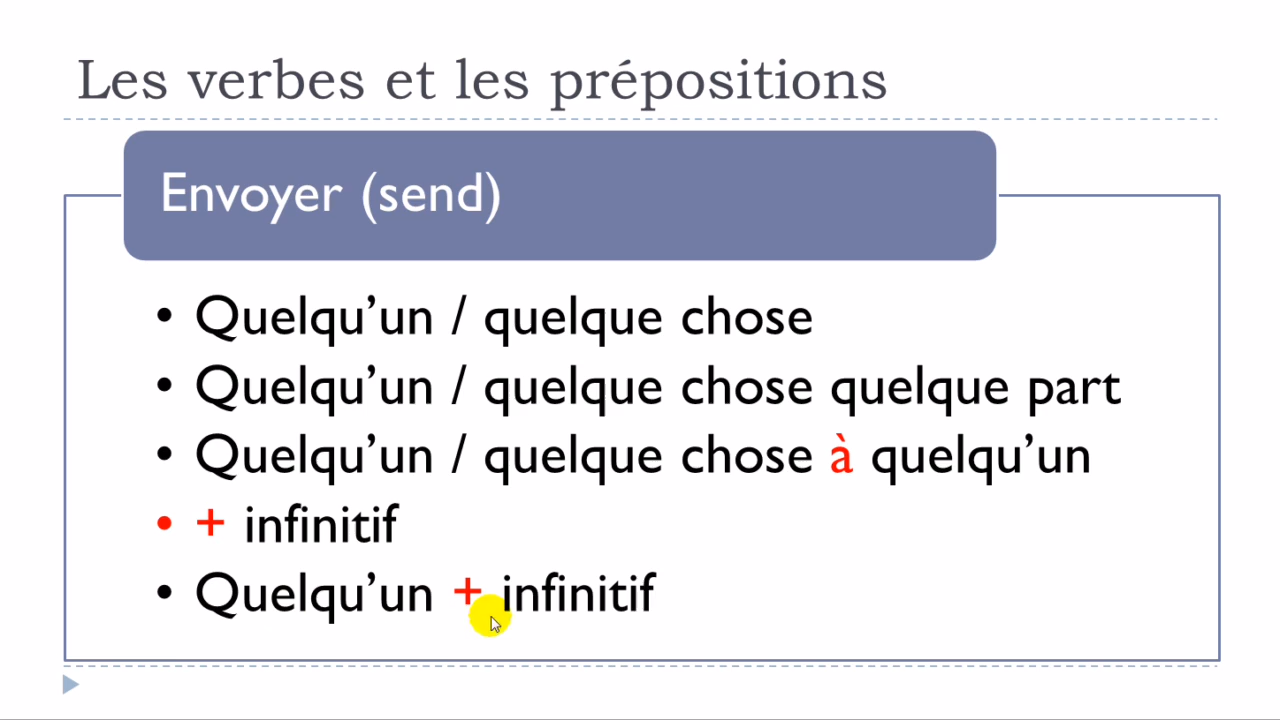 Les verbes et les prépositions
Envoyer (send)
• Quelqu’un / quelque chose
• Quelqu’un / quelque chose quelque part
• Quelqu’un / quelque chose à quelqu’un
• + infinitif
• Quelqu’un + infinitif